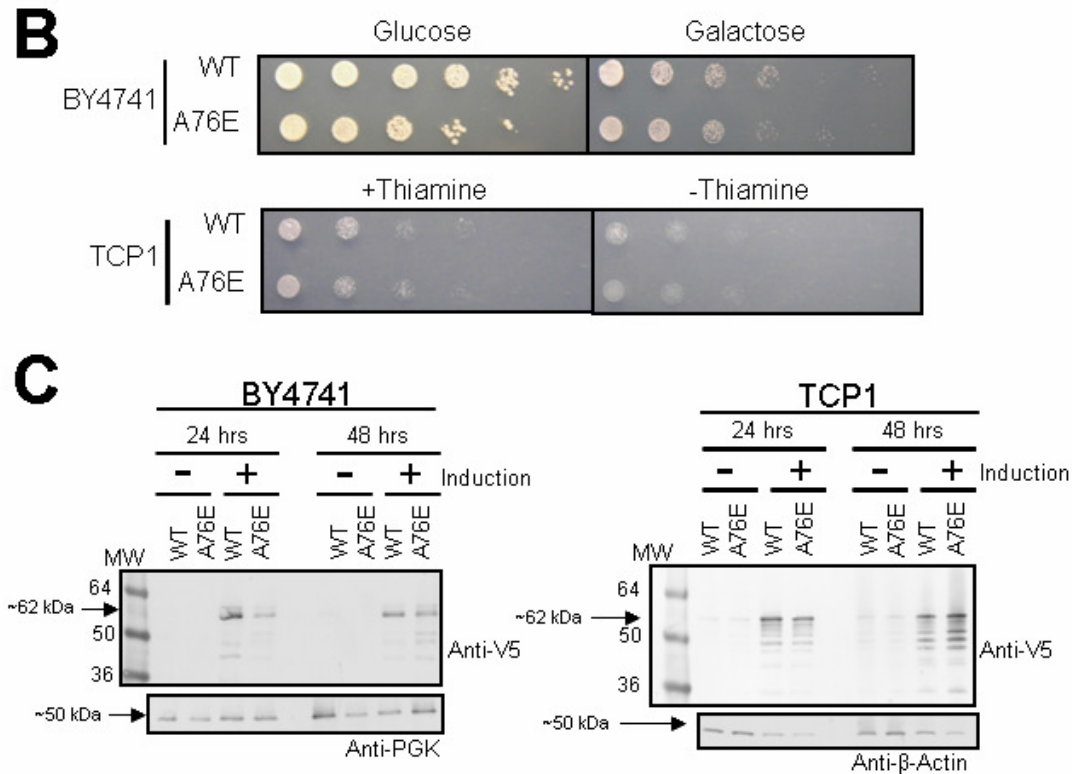 B
Glucose Galactose
BY4741
WT
A76E
+Thiamine -Thiamine
TCP1
WT
A76E
C
BY4741
24 hrs 48 hrs
- + - + Induction
WT A76E WT A76E WT A76E WT A76E
MW
64
~62 kDa
50
36
Anti-V5
~50 kDa
Anti-PGK
TCP1
24 hrs 48 hrs
- + - + Induction
WT A76E WT A76E WT A76E WT A76E
MW
64
~62 kDa
50
36
Anti-V5
~50 kDa
Anti-β-Actin